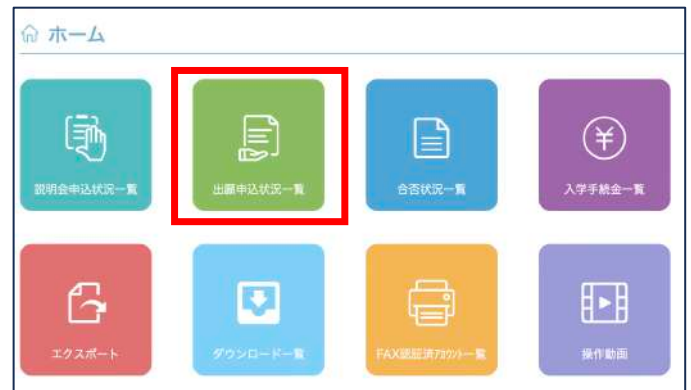 ホーム
説明会申込状況一覧
出願申込状況一覧
合否状況一覧
入学手続金一覧
エクスポート
ダウンロード一覧
FAX認証済アカウント一覧
操作動画